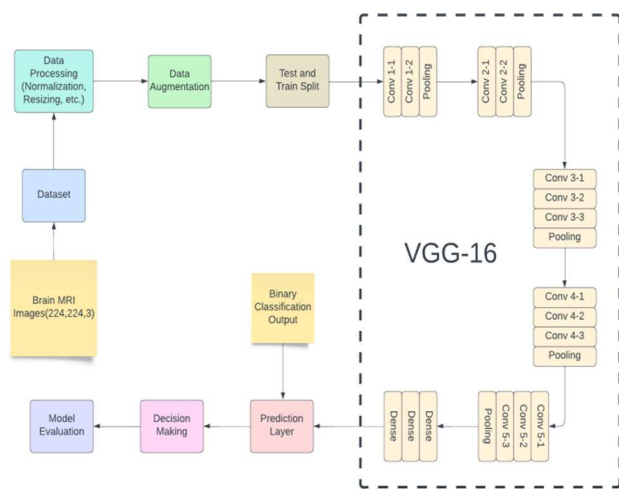 Data
Processing
(Normalization,
Resizing, etc.)
Data
Augmentation
Test and
Train Split
Conv 1-1
Conv 1-2
Pooling
Conv 2-1
Conv 2-2
Pooling
Conv 3-1
Conv 3-2
Conv 3-3
Pooling
VGG-16
Conv 4-1
Conv 4-2
Conv 4-3
Pooling
Conv 5-1
Conv 5-2
Conv 5-3
Pooling
Dense
Dense
Dense
Dataset
Brain MRI
Images(224,224,3)
Binary
Classification
Output
Prediction
Layer
Decision
Making
Model
Evaluation